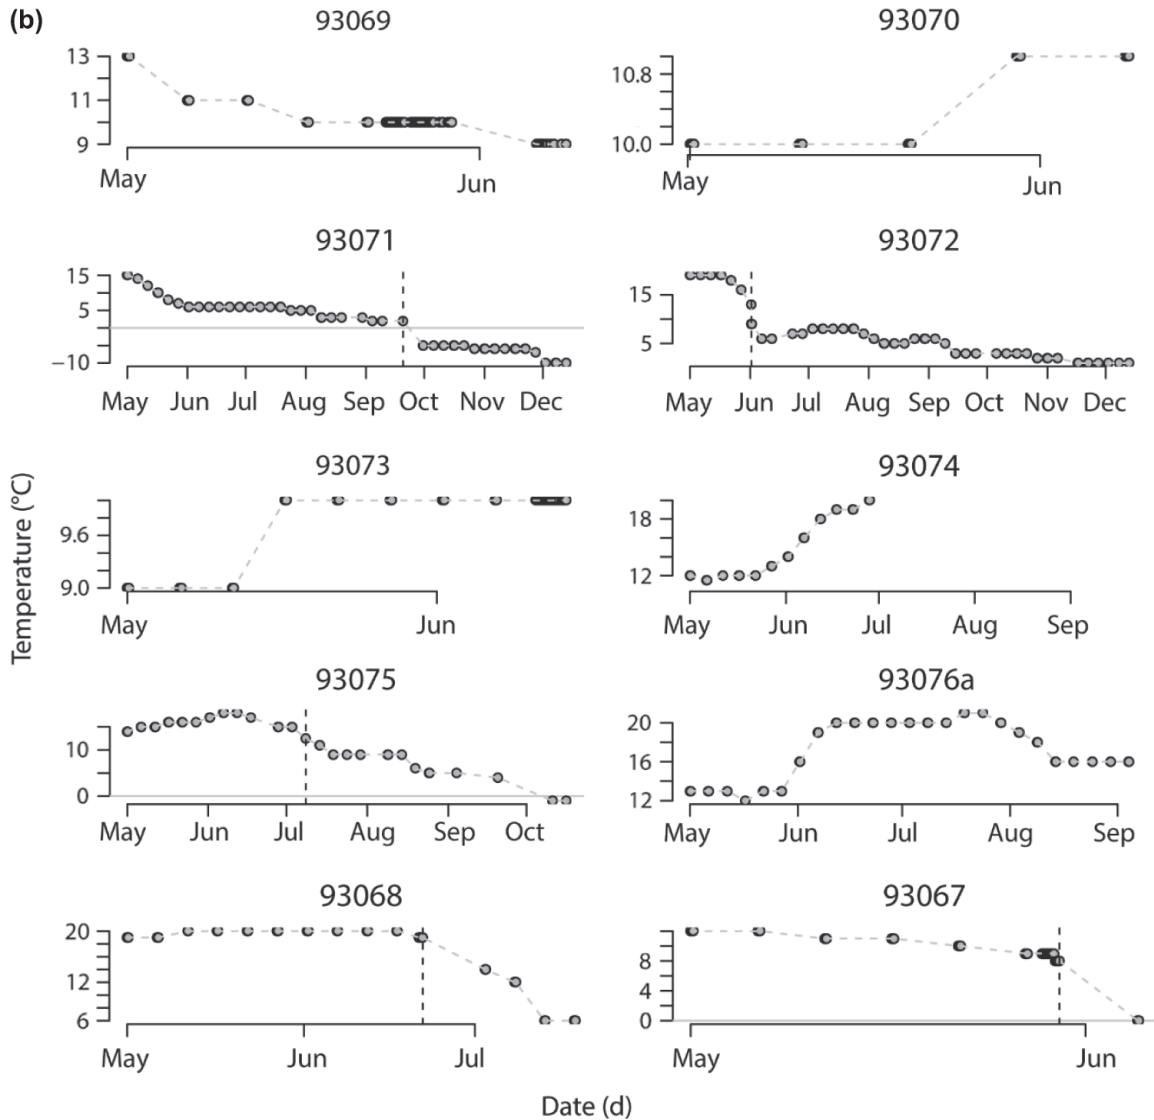 (b)
93069
13
11
9
May Jun
93070
10.8
10.0
May Jun
93071
15
5
−10
May Jun Jul Aug Sep Oct Nov Dec
93072
15
5
May Jun Jul Aug Sep Oct Nov Dec
93073
9.6
9.0
May Jun
93074
18
12
May Jun Jul Aug Sep
93075
10
0
May Jun Jul Aug Sep Oct
93076a
20
16
12
May Jun Jul Aug Sep
93068
20
12
6
May Jun Jul
93067
8
4
0
May Jun
Temperature (°C)
Date (d)